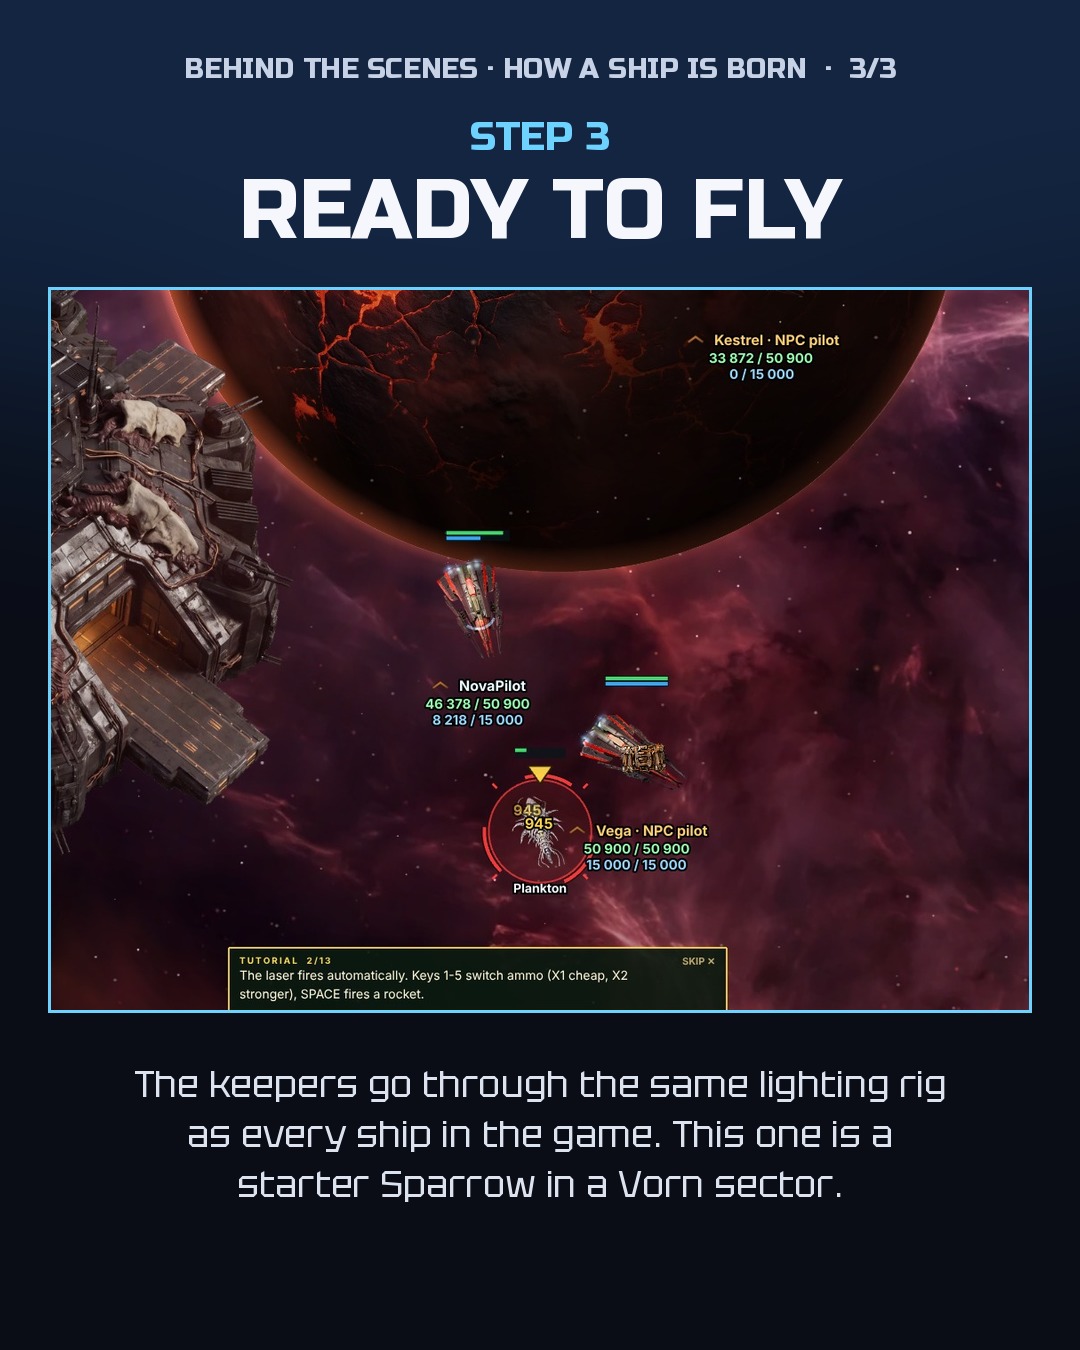 BEHIND THE SCENES · HOW A SHIP IS BORN · 3/3
STEP 3
READY TO FLY
Kestrel · NPC pilot
33 872 / 50 900
0 / 15 000
NovaPilot
46 378 / 50 900
8 218 / 15 000
945
945
Vega · NPC pilot
50 900 / 50 900
15 000 / 15 000
Plankton
TUTORIAL 2/13
SKIP ✕
The laser fires automatically. Keys 1-5 switch ammo (X1 cheap, X2
stronger), SPACE fires a rocket.
The keepers go through the same lighting rig
as every ship in the game. This one is a
starter Sparrow in a Vorn sector.